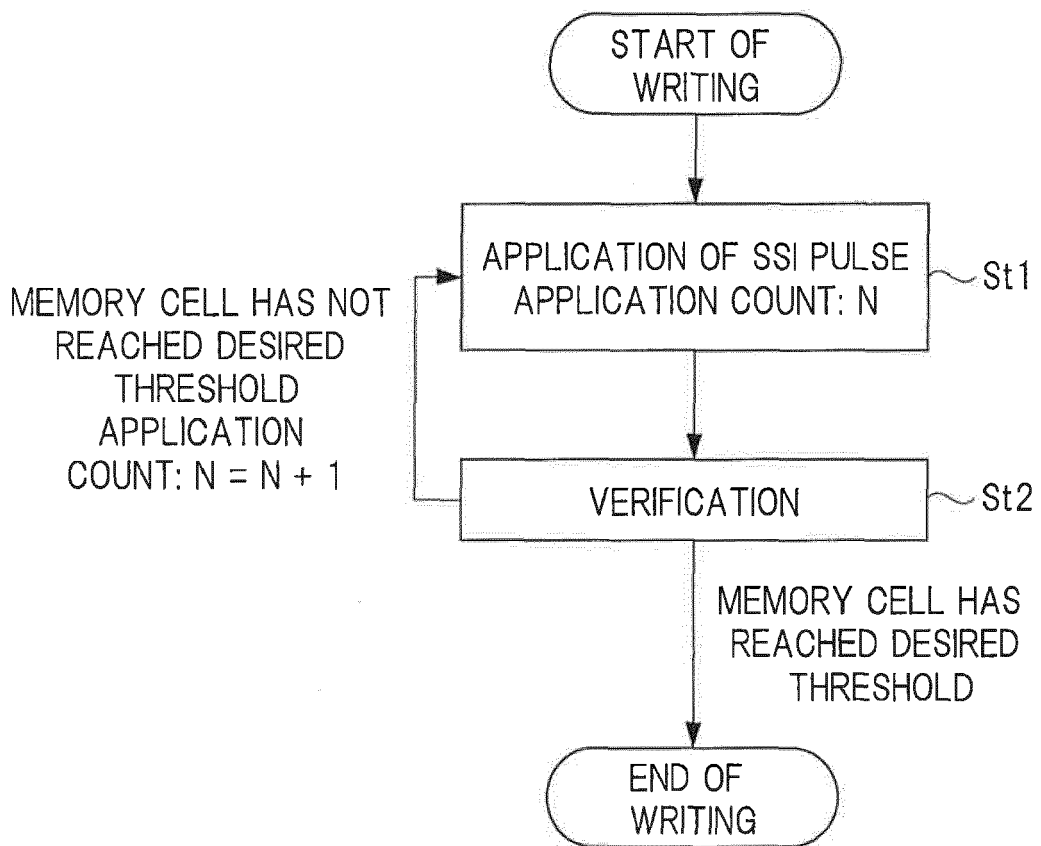 START OF
WRITING
APPLICATION OF SSI PULSE
APPLICATION COUNT: N
St1
MEMORY CELL HAS NOT
REACHED DESIRED
THRESHOLD
APPLICATION
COUNT: N = N + 1
VERIFICATION
St2
MEMORY CELL HAS
REACHED DESIRED
THRESHOLD
END OF
WRITING